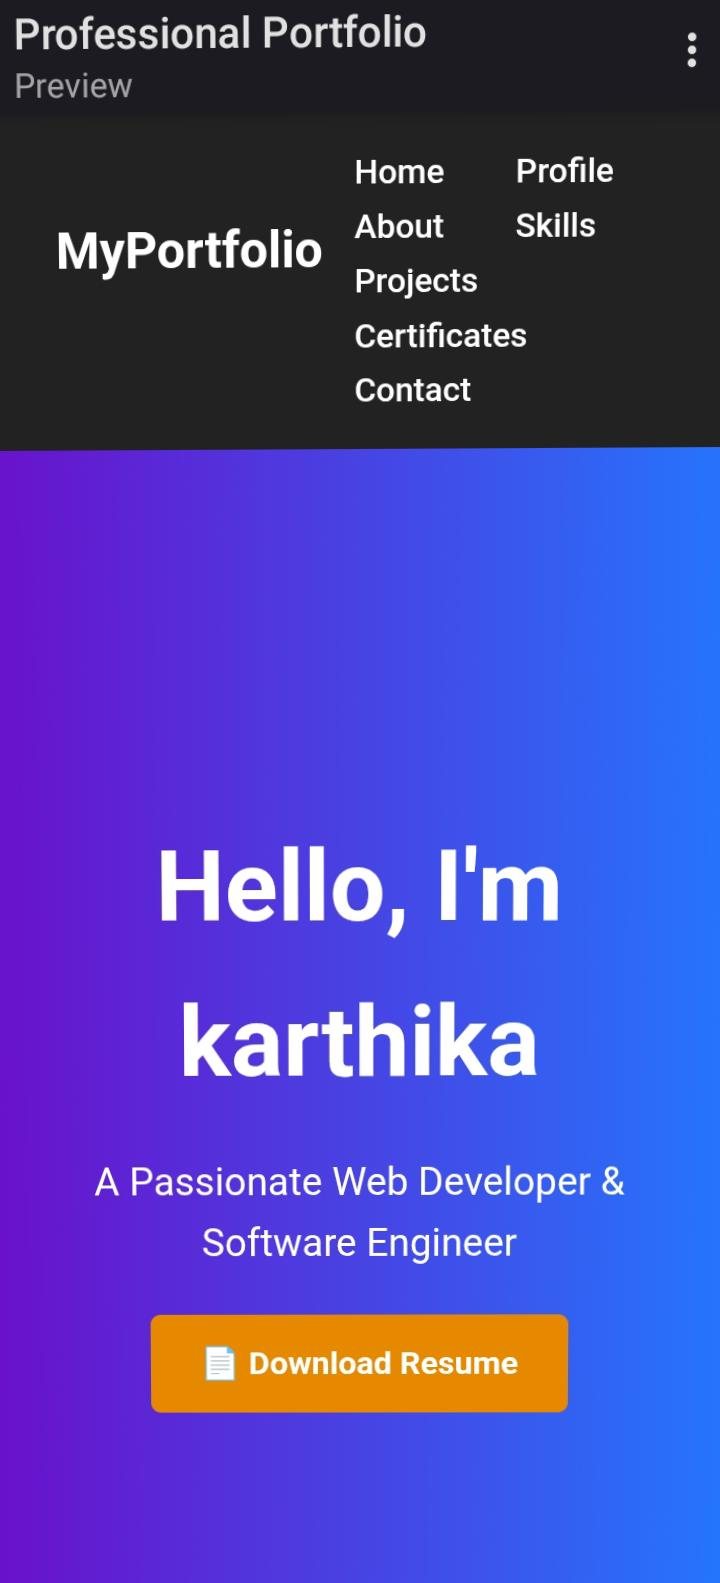 Professional Portfolio
Preview
MyPortfolio
Home Profile
About Skills
Projects
Certificates
Contact
Hello, I'm
karthika
A Passionate Web Developer &
Software Engineer
📄 Download Resume